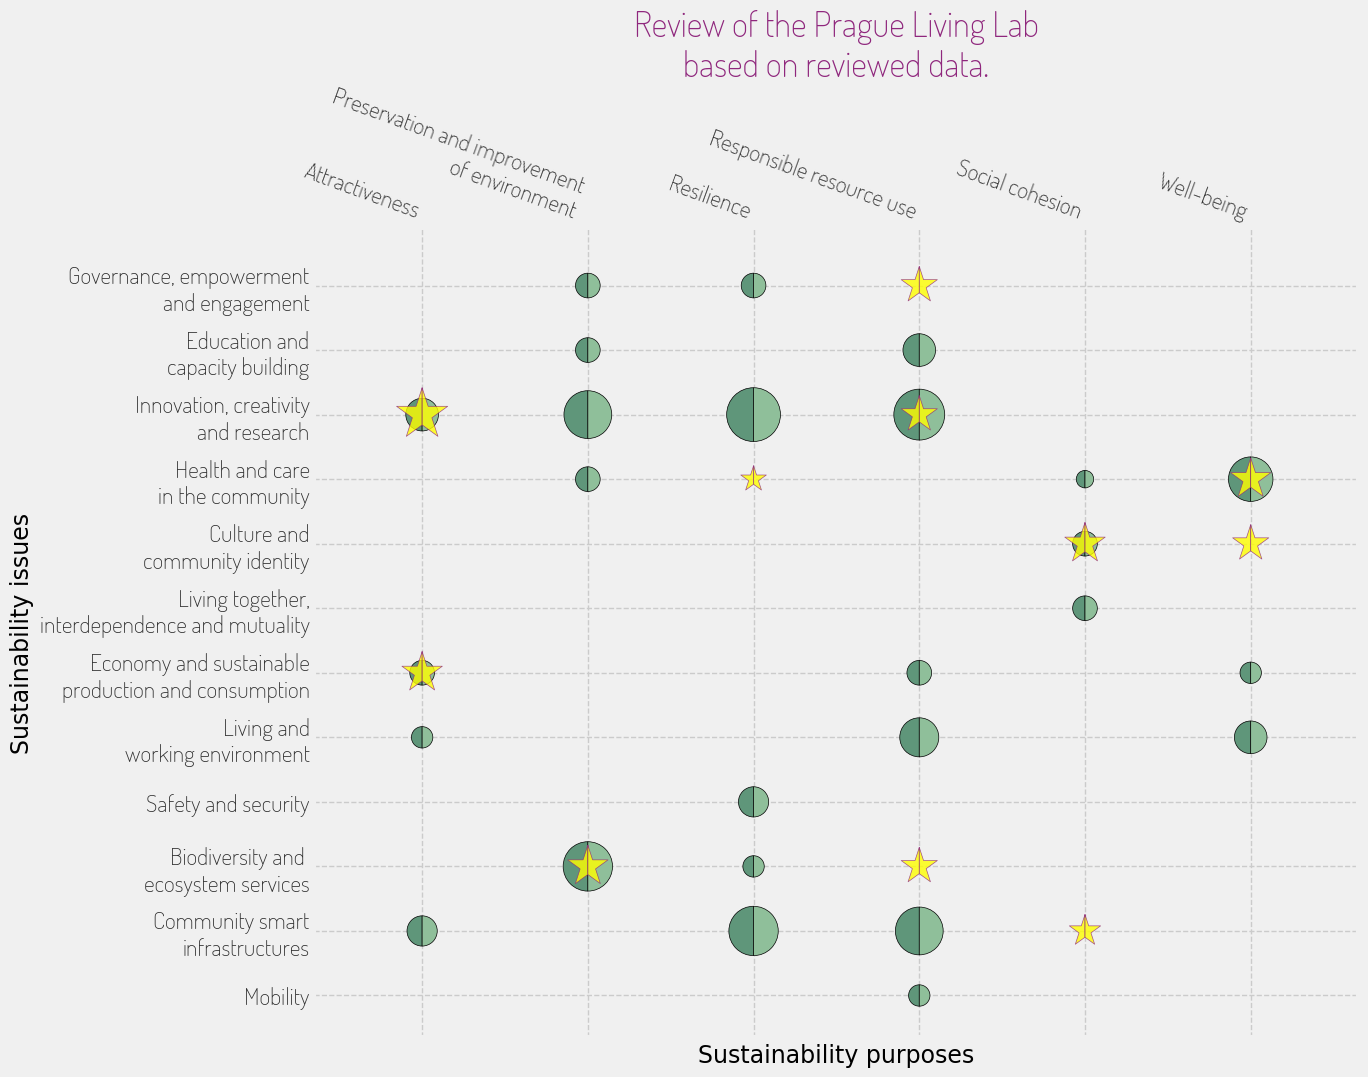 Review of the Prague Living Lab
based on reviewed data.
Attractiveness
Preservation and improvement
of environment
Resilience
Responsible resource use
Social cohesion
Well-being
Sustainability issues
Governance, empowerment
and engagement
Education and
capacity building
Innovation, creativity
and research
Health and care
in the community
Culture and
community identity
Living together,
interdependence and mutuality
Economy and sustainable
production and consumption
Living and
working environment
Safety and security
Biodiversity and
ecosystem services
Community smart
infrastructures
Mobility
Sustainability purposes